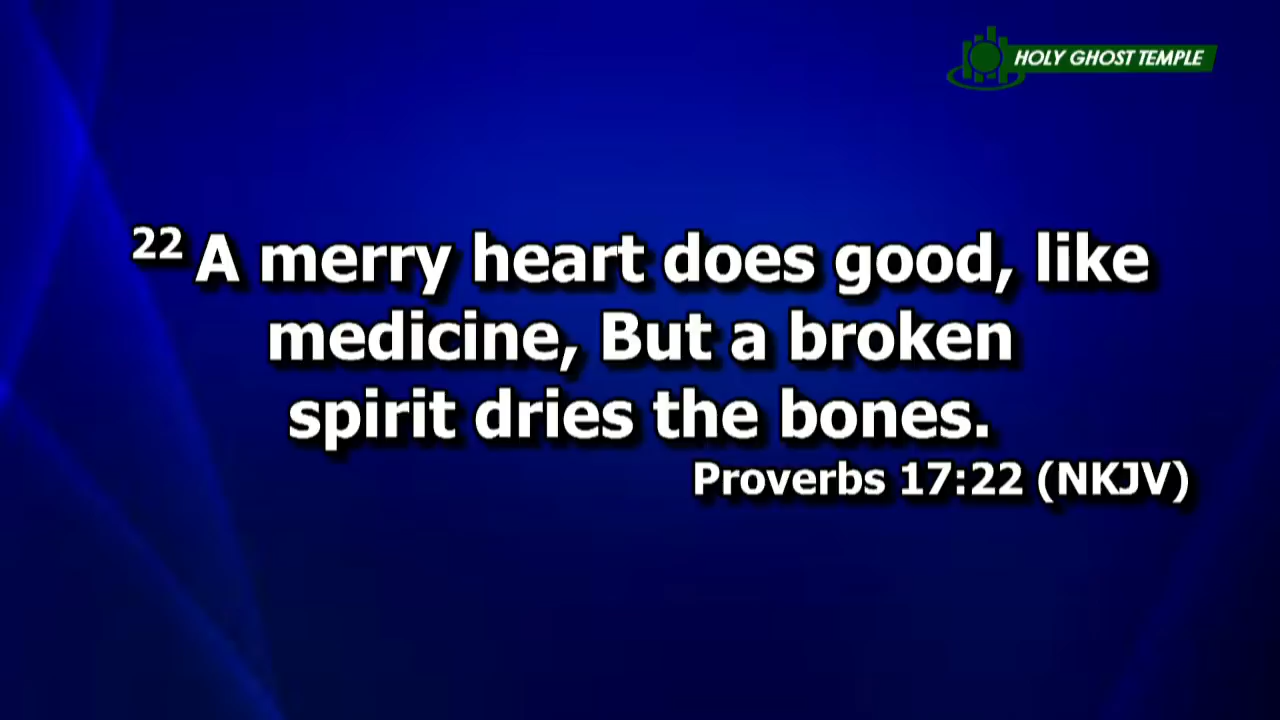 HOLY GHOST TEMPLE
22 A merry heart does good, like
medicine, But a broken
spirit dries the bones.
Proverbs 17:22 (NKJV)